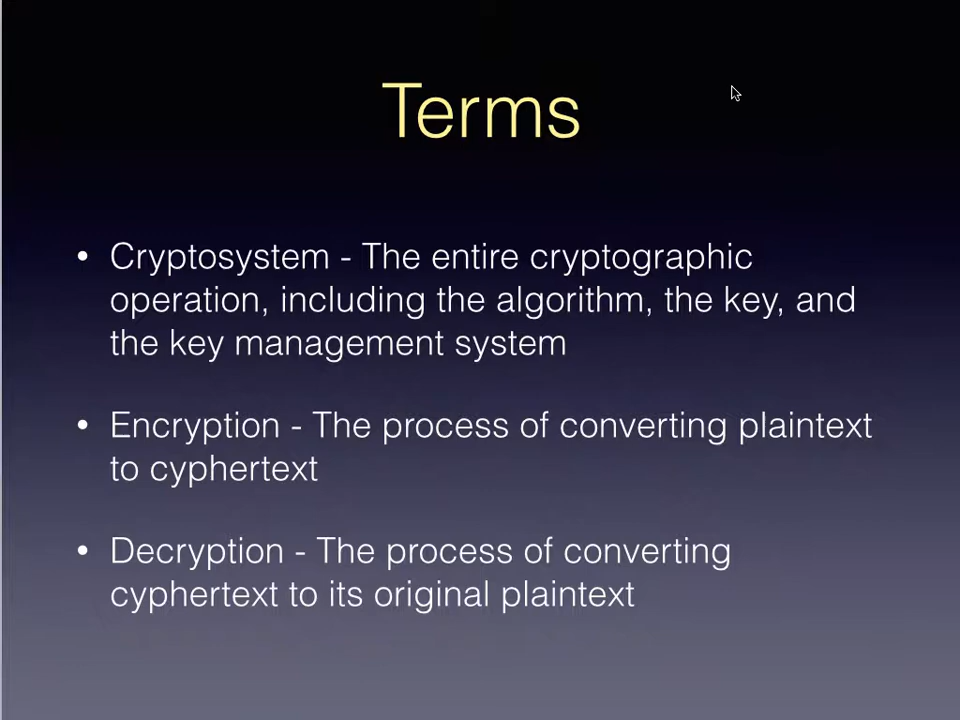 Terms
• Cryptosystem - The entire cryptographic
operation, including the algorithm, the key, and
the key management system
• Encryption - The process of converting plaintext
to cyphertext
• Decryption - The process of converting
cyphertext to its original plaintext